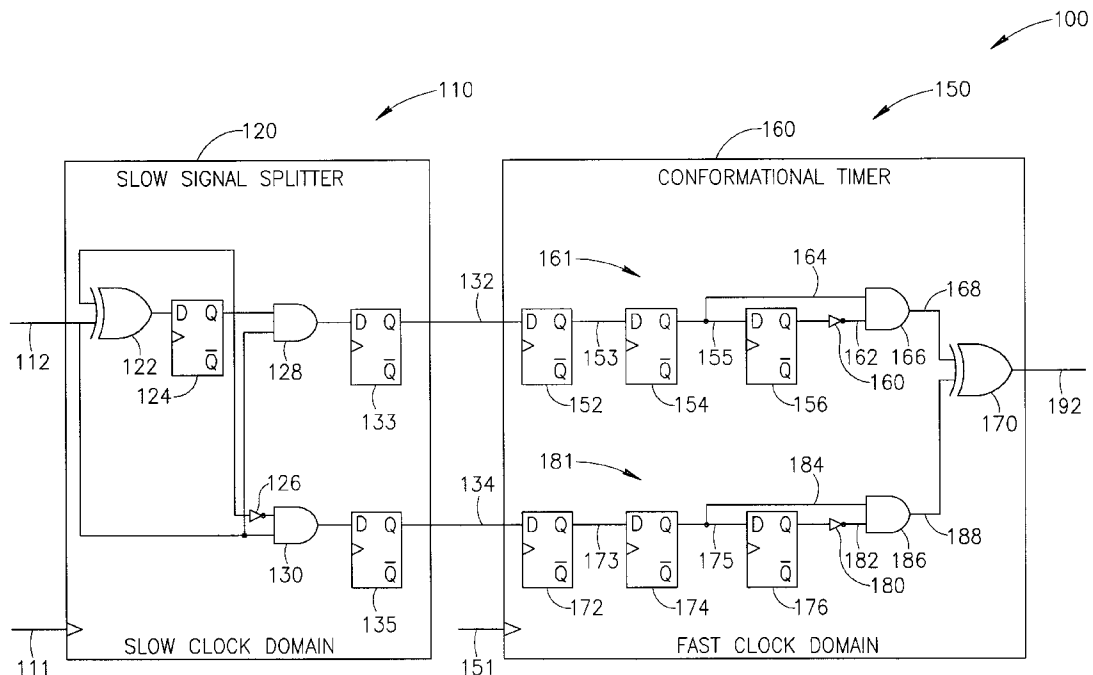 100
110
150
120
160
SLOW SIGNAL SPLITTER
CONFORMATIONAL TIMER
161
164
132
168
D Q
Q̅
122
124
128
D Q
Q̅
133
112
D Q
Q̅
152
153
D Q
Q̅
154
155
D Q
Q̅
156
162
160
166
170
192
181
184
134
126
130
D Q
Q̅
135
D Q
Q̅
172
173
D Q
Q̅
174
175
D Q
Q̅
176
182
180
186
188
111
SLOW CLOCK DOMAIN
151
FAST CLOCK DOMAIN